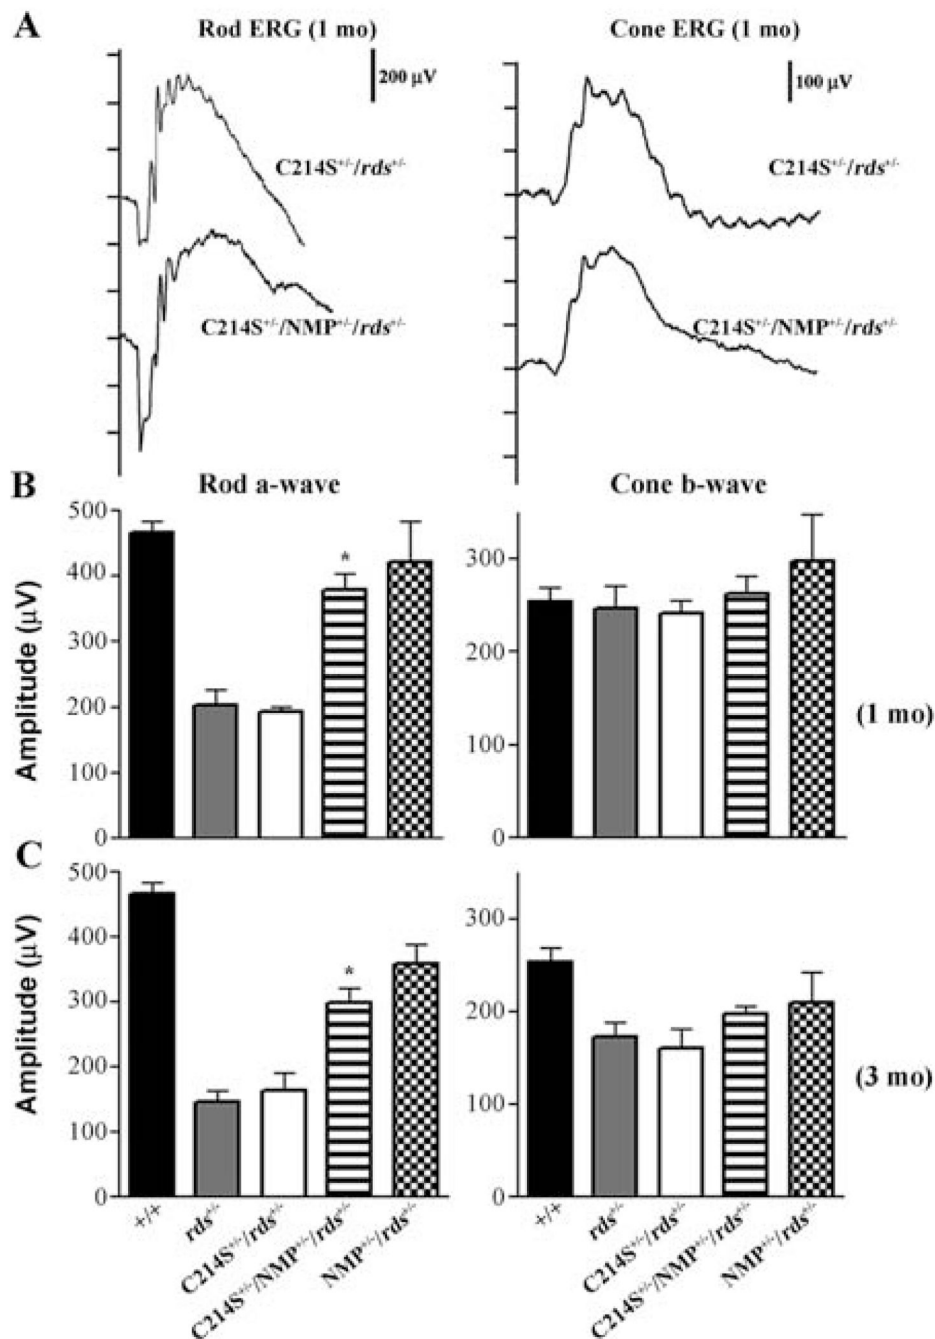 A
Rod ERG (1 mo)
Cone ERG (1 mo)
200 μV
100 μV
C214S+/-/rds+/-
C214S+/-/rds+/-
C214S+/-/NMP+/-/rds+/-
C214S+/-/NMP+/-/rds+/-
B
Rod a-wave
Cone b-wave
Amplitude (μV)
500
400
300
200
100
0
*
300
200
100
0
(1 mo)
C
Amplitude (μV)
500
400
300
200
100
0
*
300
200
100
0
(3 mo)
+/+
rds+/-
C214S+/-/rds+/-
C214S+/-/NMP+/-/rds+/-
NMP+/-/rds+/-
+/+
rds+/-
C214S+/-/rds+/-
C214S+/-/NMP+/-/rds+/-
NMP+/-/rds+/-